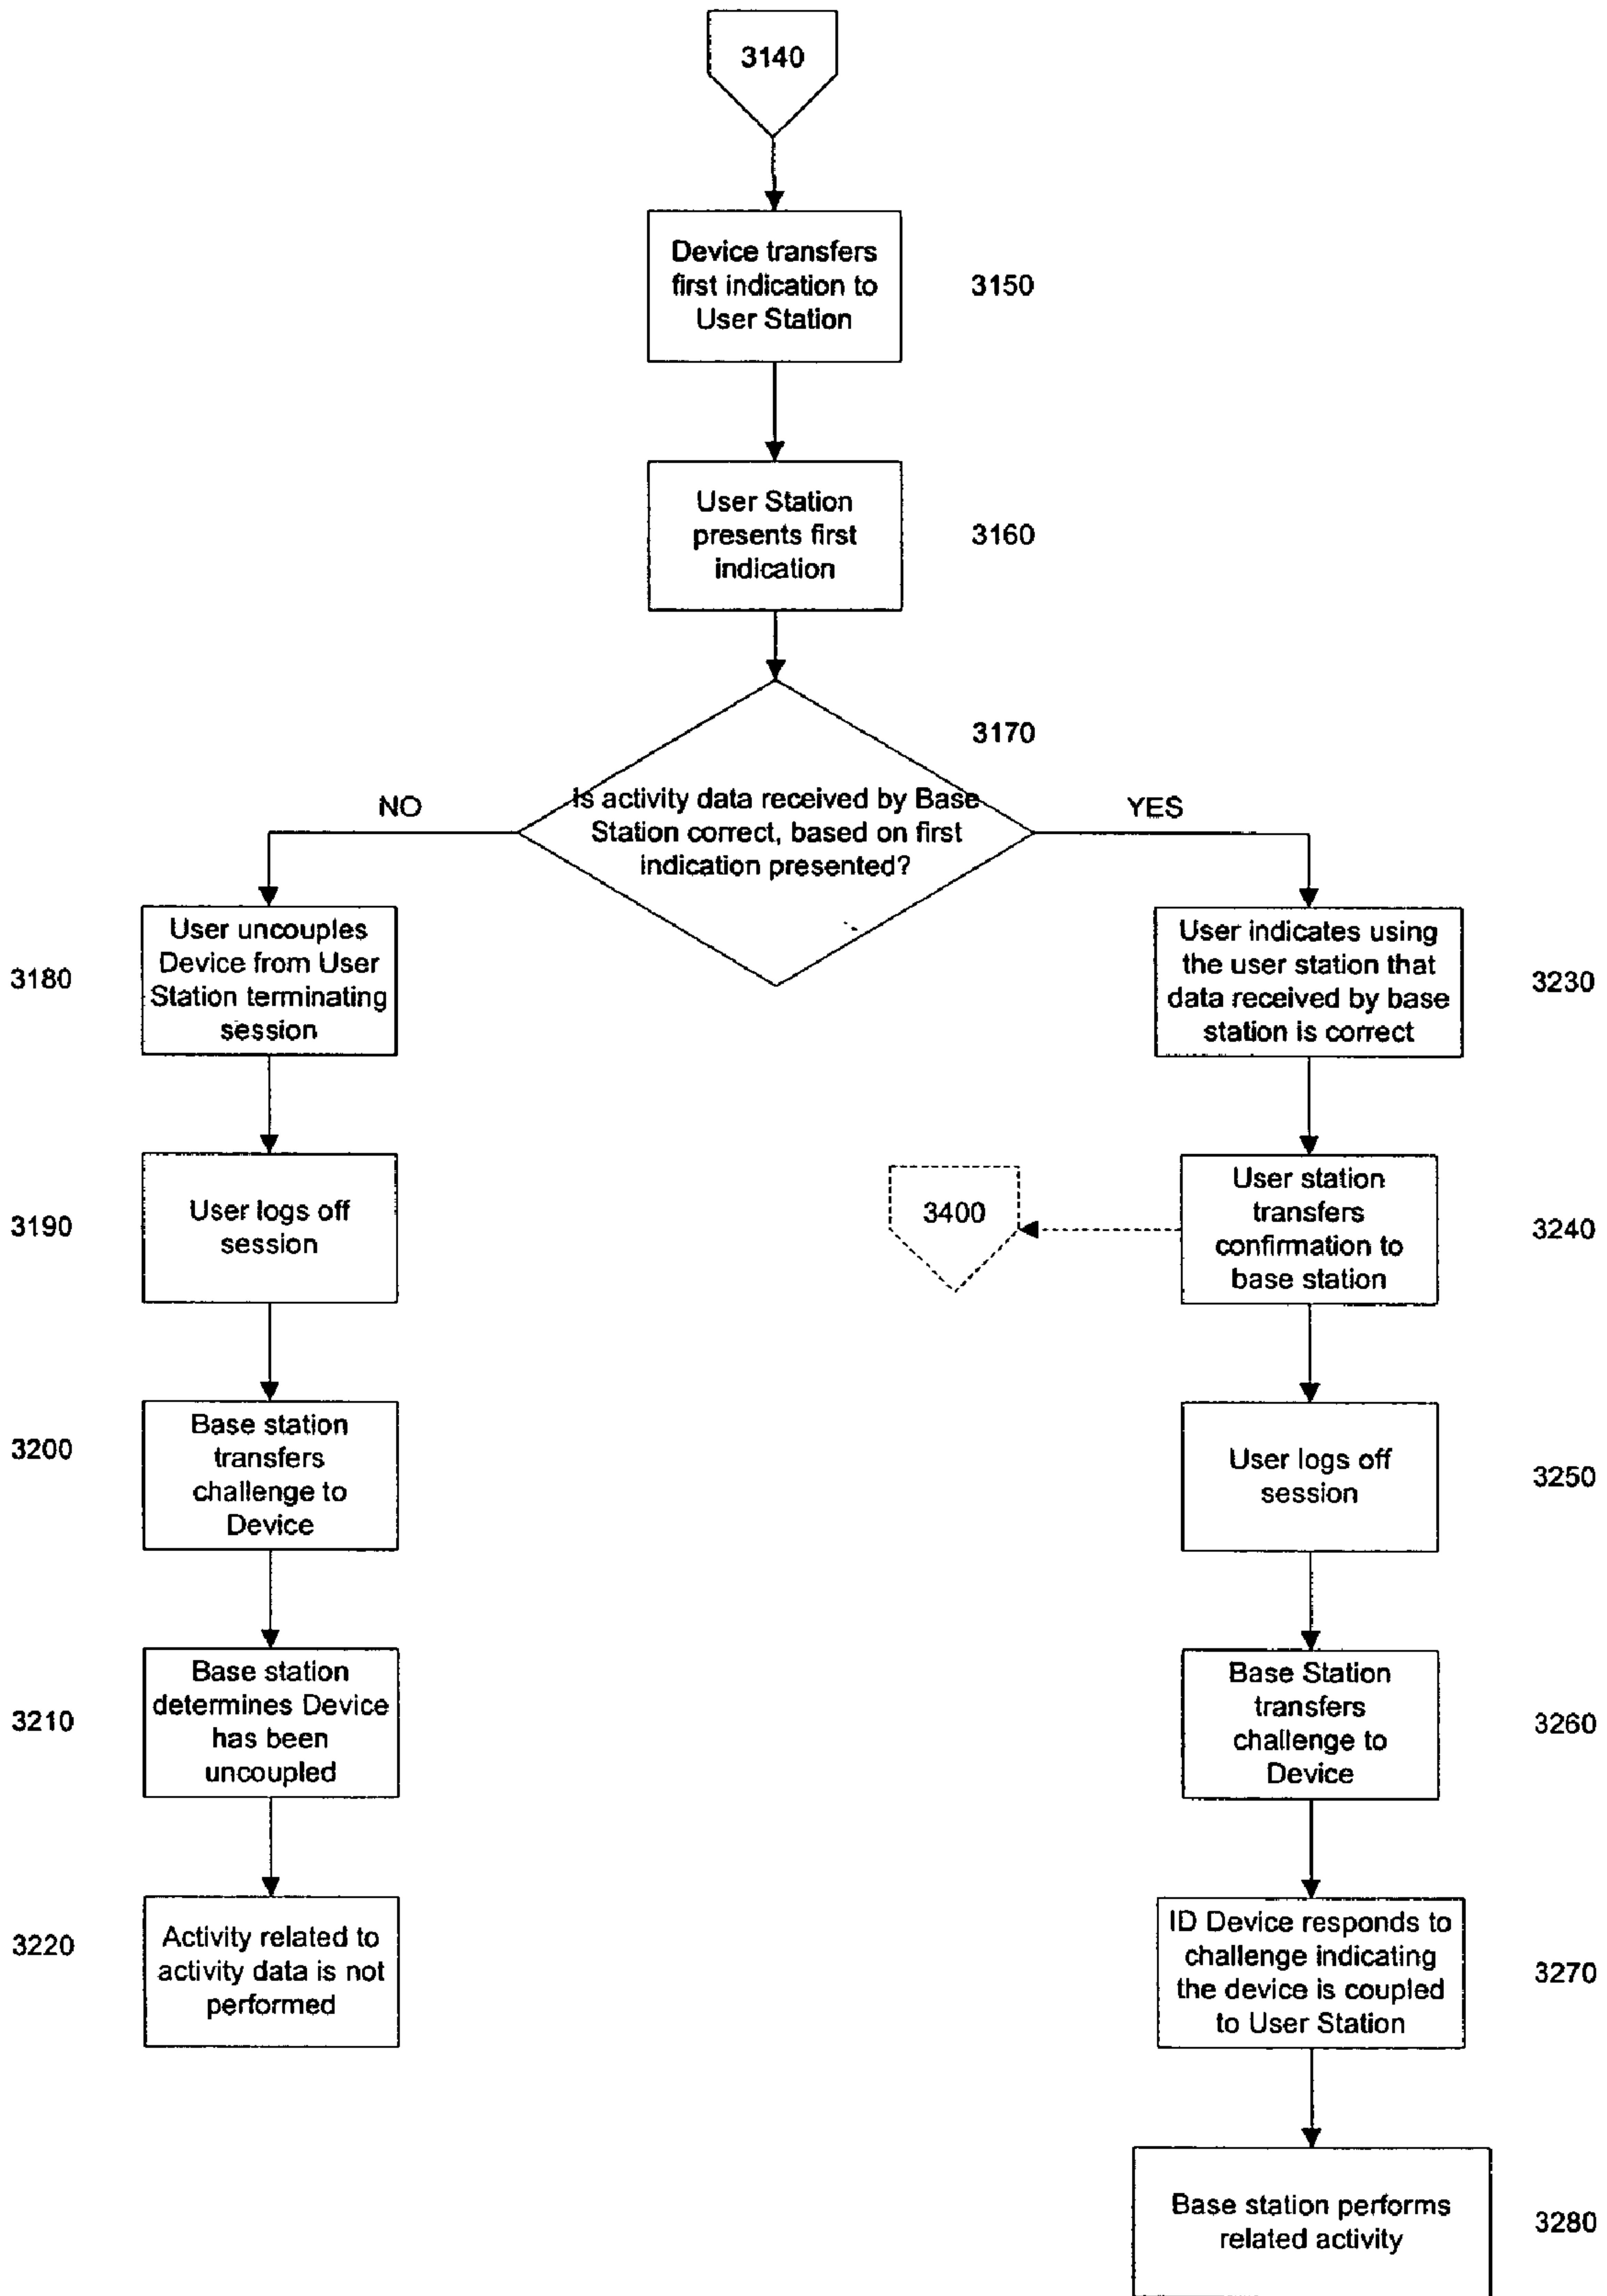 3140
Device transfers
first indication to
User Station
3150
User Station
presents first
indication
3160
3170
NO
Is activity data received by Base
Station correct, based on first
indication presented?
YES
3180
User uncouples
Device from User
Station terminating
session
3190
User logs off
session
3200
Base station
transfers
challenge to
Device
3210
Base station
determines Device
has been
uncoupled
3220
Activity related to
activity data is not
performed
User indicates using
the user station that
data received by base
station is correct
3230
3400
User station
transfers
confirmation to
base station
3240
User logs off
session
3250
Base Station
transfers
challenge to
Device
3260
ID Device responds to
challenge indicating
the device is coupled
to User Station
3270
Base station performs
related activity
3280